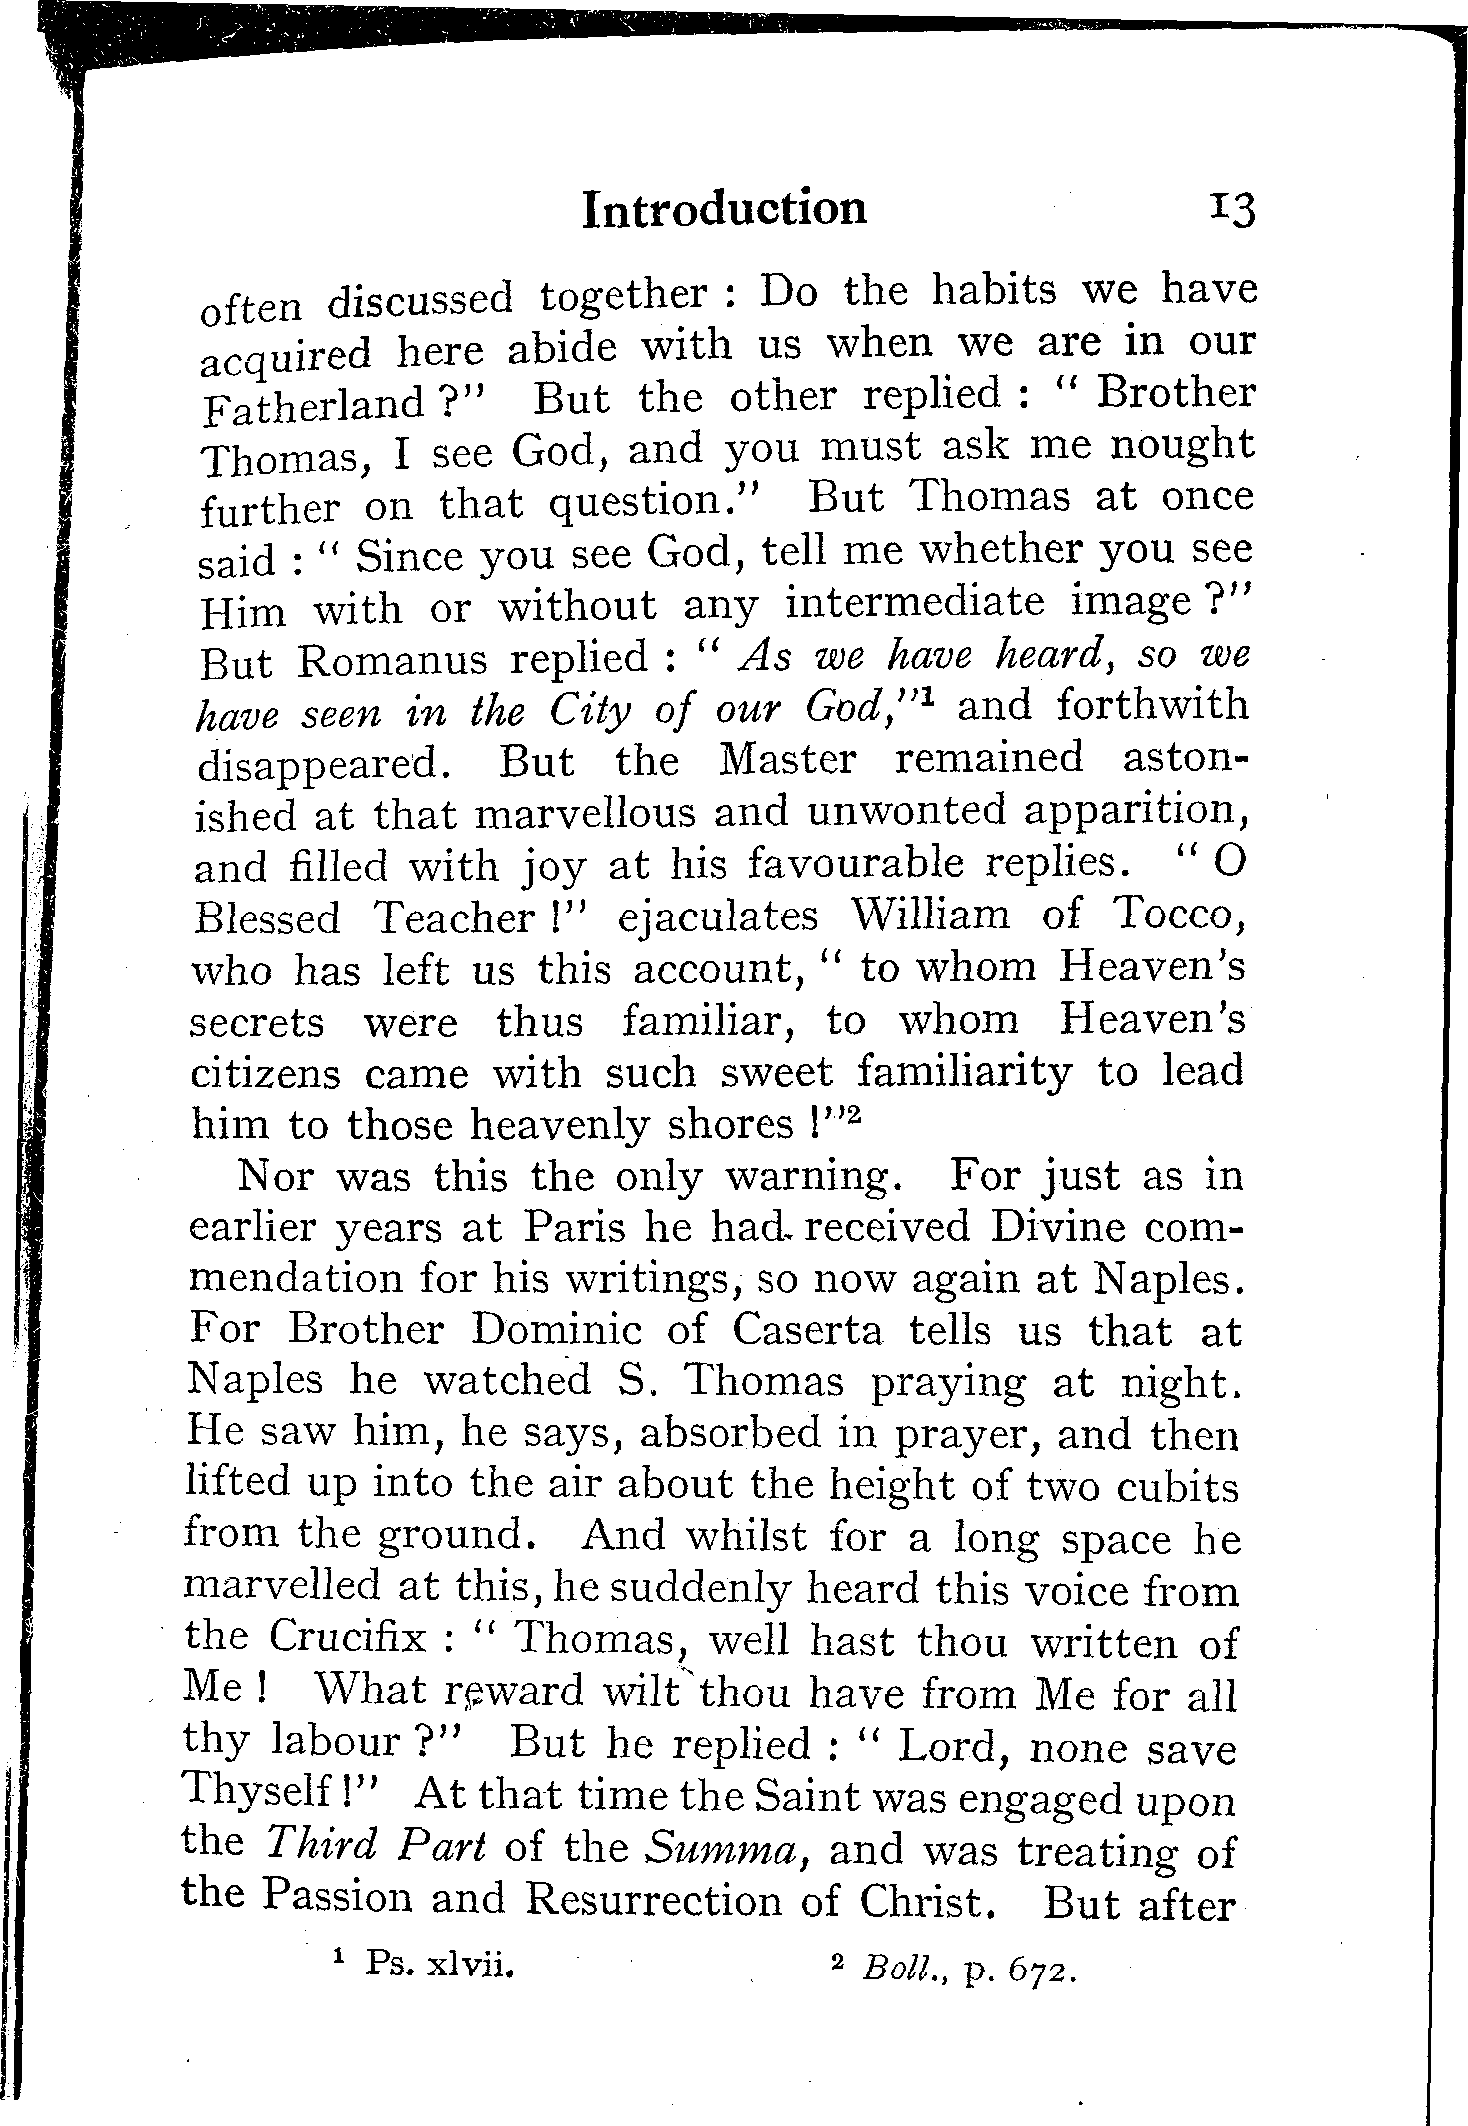 Introduction 13
often discussed together : Do the habits we have
acquired here abide with us when we are in our
Fatherland ?" But the other replied : " Brother
Thomas, I see God, and you must ask me nought
further on that question." But Thomas at once
said : " Since you see God, tell me whether you see
Him with or without any intermediate image ?"
But Romanus replied : " As we have heard, so we
have seen in the City of our God,"1 and forthwith
disappeared. But the Master remained aston-
ished at that marvellous and unwonted apparition,
and filled with joy at his favourable replies. " O
Blessed Teacher !" ejaculates William of Tocco,
who has left us this account, " to whom Heaven's
secrets were thus familiar, to whom Heaven's
citizens came with such sweet familiarity to lead
him to those heavenly shores !"2
Nor was this the only warning. For just as in
earlier years at Paris he had received Divine com-
mendation for his writings, so now again at Naples.
For Brother Dominic of Caserta tells us that at
Naples he watched S. Thomas praying at night.
He saw him, he says, absorbed in prayer, and then
lifted up into the air about the height of two cubits
from the ground. And whilst for a long space he
marvelled at this, he suddenly heard this voice from
the Crucifix : " Thomas, well hast thou written of
Me ! What reward wilt thou have from Me for all
thy labour ?" But he replied : " Lord, none save
Thyself !" At that time the Saint was engaged upon
the Third Part of the Summa, and was treating of
the Passion and Resurrection of Christ. But after
1 Ps. xlvii. 2 Boll., p. 672.